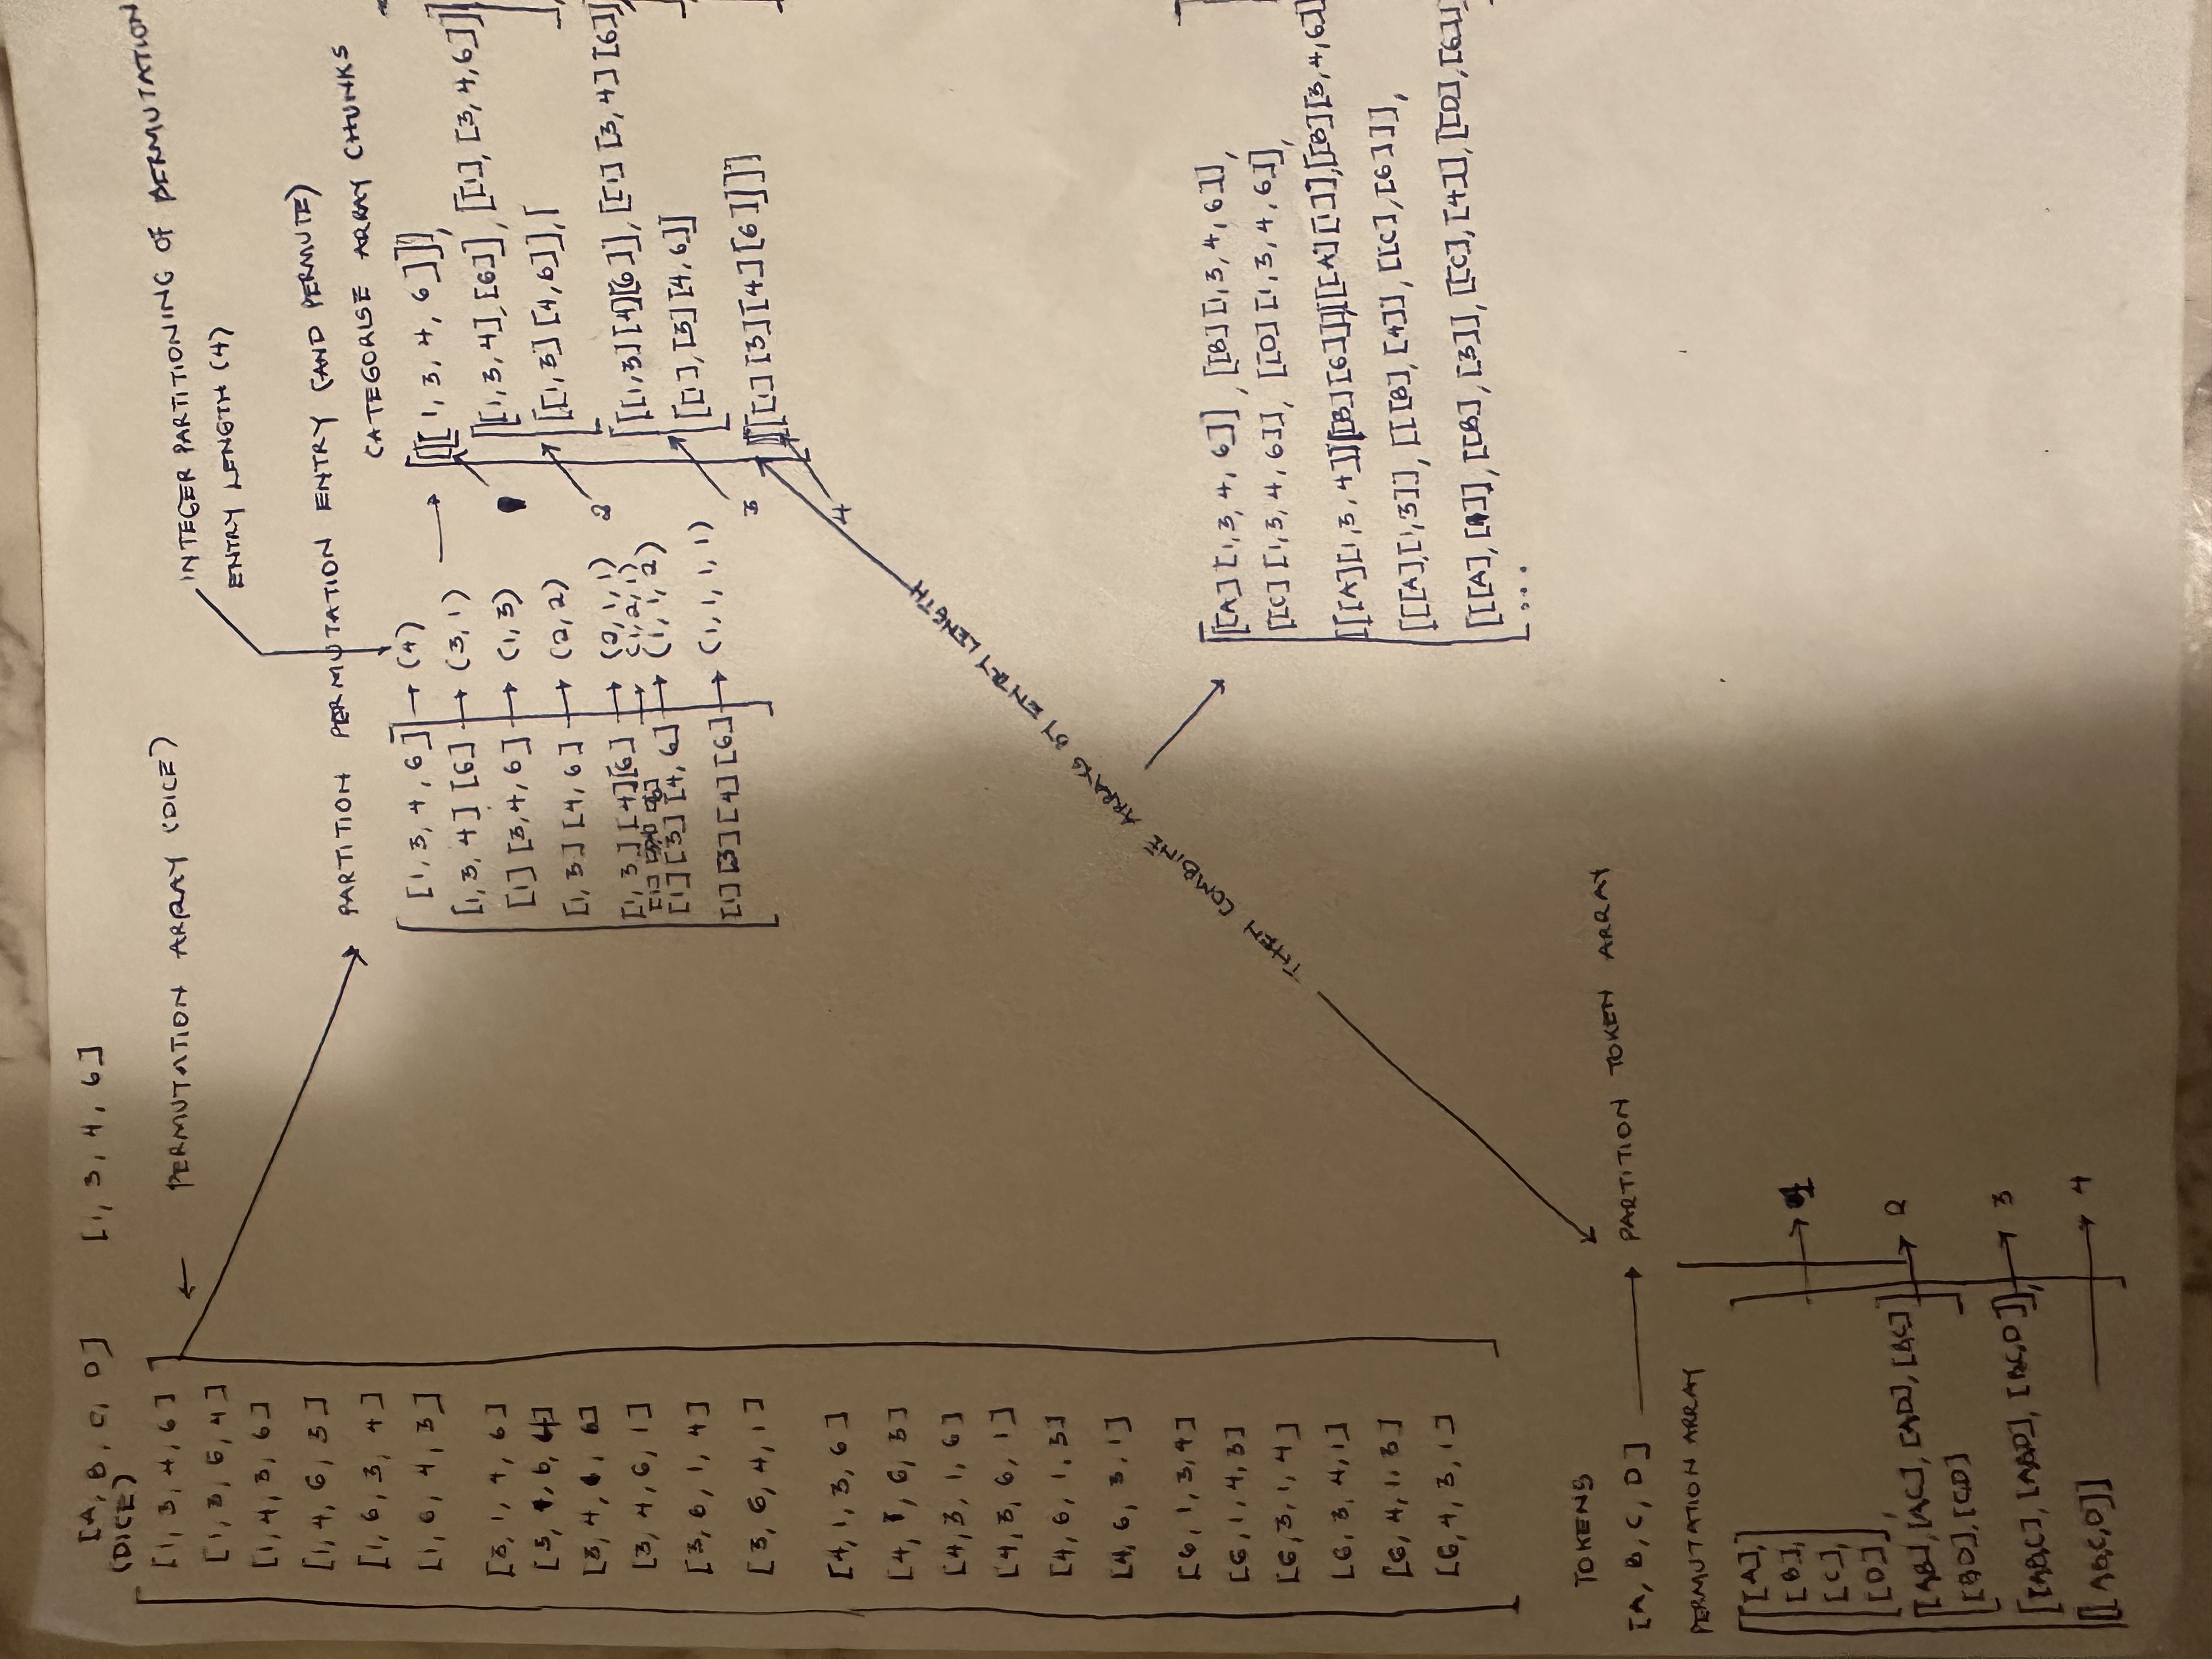 [A, B, C, D] [1, 3, 4, 6]
(DICE)
[1, 3, 4, 6]
[1, 3, 6, 4]
[1, 4, 3, 6]
[1, 4, 6, 3]
[1, 6, 3, 4]
[1, 6, 4, 3]
[3, 1, 4, 6]
[3, 1, 6, 4]
[3, 4, 1, 6]
[3, 4, 6, 1]
[3, 6, 1, 4]
[3, 6, 4, 1]
[4, 1, 3, 6]
[4, 1, 6, 3]
[4, 3, 1, 6]
[4, 3, 6, 1]
[4, 6, 1, 3]
[4, 6, 3, 1]
[6, 1, 3, 4]
[6, 1, 4, 3]
[6, 3, 1, 4]
[6, 3, 4, 1]
[6, 4, 1, 3]
[6, 4, 3, 1]
← PERMUTATION ARRAY (DICE)
INTEGER PARTITIONING OF PERMUTATION
ENTRY LENGTH (4)
PARTITION PERMUTATION ENTRY (AND PERMUTE)
[1, 3, 4, 6] → (4)
[1, 3, 4] [6] → (3, 1)
[1] [3, 4, 6] → (1, 3)
[1, 3] [4, 6] → (2, 2)
[1, 3] [4][6] → (2, 1, 1)
→ (1, 2, 1)
[1] [3] [4, 6] → (1, 1, 2)
[1] [3] [4] [6] → (1, 1, 1, 1)
CATEGORISE ARRAY CHUNKS
[[[1, 3, 4, 6]]],
[[1, 3, 4], [6]], [[1], [3, 4, 6]]
[[1, 3] [4, 6]], [
2
[[[1, 3] [4][6]], [[1] [3, 4] [6]]
[[1], [3] [4, 6]]
3
[[[1] [3] [4] [6]]]
4
THEN COMBINE ARRAYS BY ENTRY LENGTH
[[A] [1, 3, 4, 6]], [[B] [1, 3, 4, 6]],
[[C] [1, 3, 4, 6]], [[D] [1, 3, 4, 6]],
[[[A][1, 3, 4]][[B][6]]][[[A][1]], [[B][3, 4, 6]]
[[[A], [1, 3]], [[[B], [4]], [[C], [6]]],
[[[A], [1]], [[B], [3]], [[C], [4]], [[D], [6]]
...
TOKENS
[A, B, C, D] → PARTITION TOKEN ARRAY
PERMUTATION ARRAY
[[[A],
[B],
[C],
[D]], → 1
[[AB], [AC], [AD], [BC] → 2
[BD], [CD]
[[ABC], [ABD], [BCD]], → 3
[[ABCD]] → 4